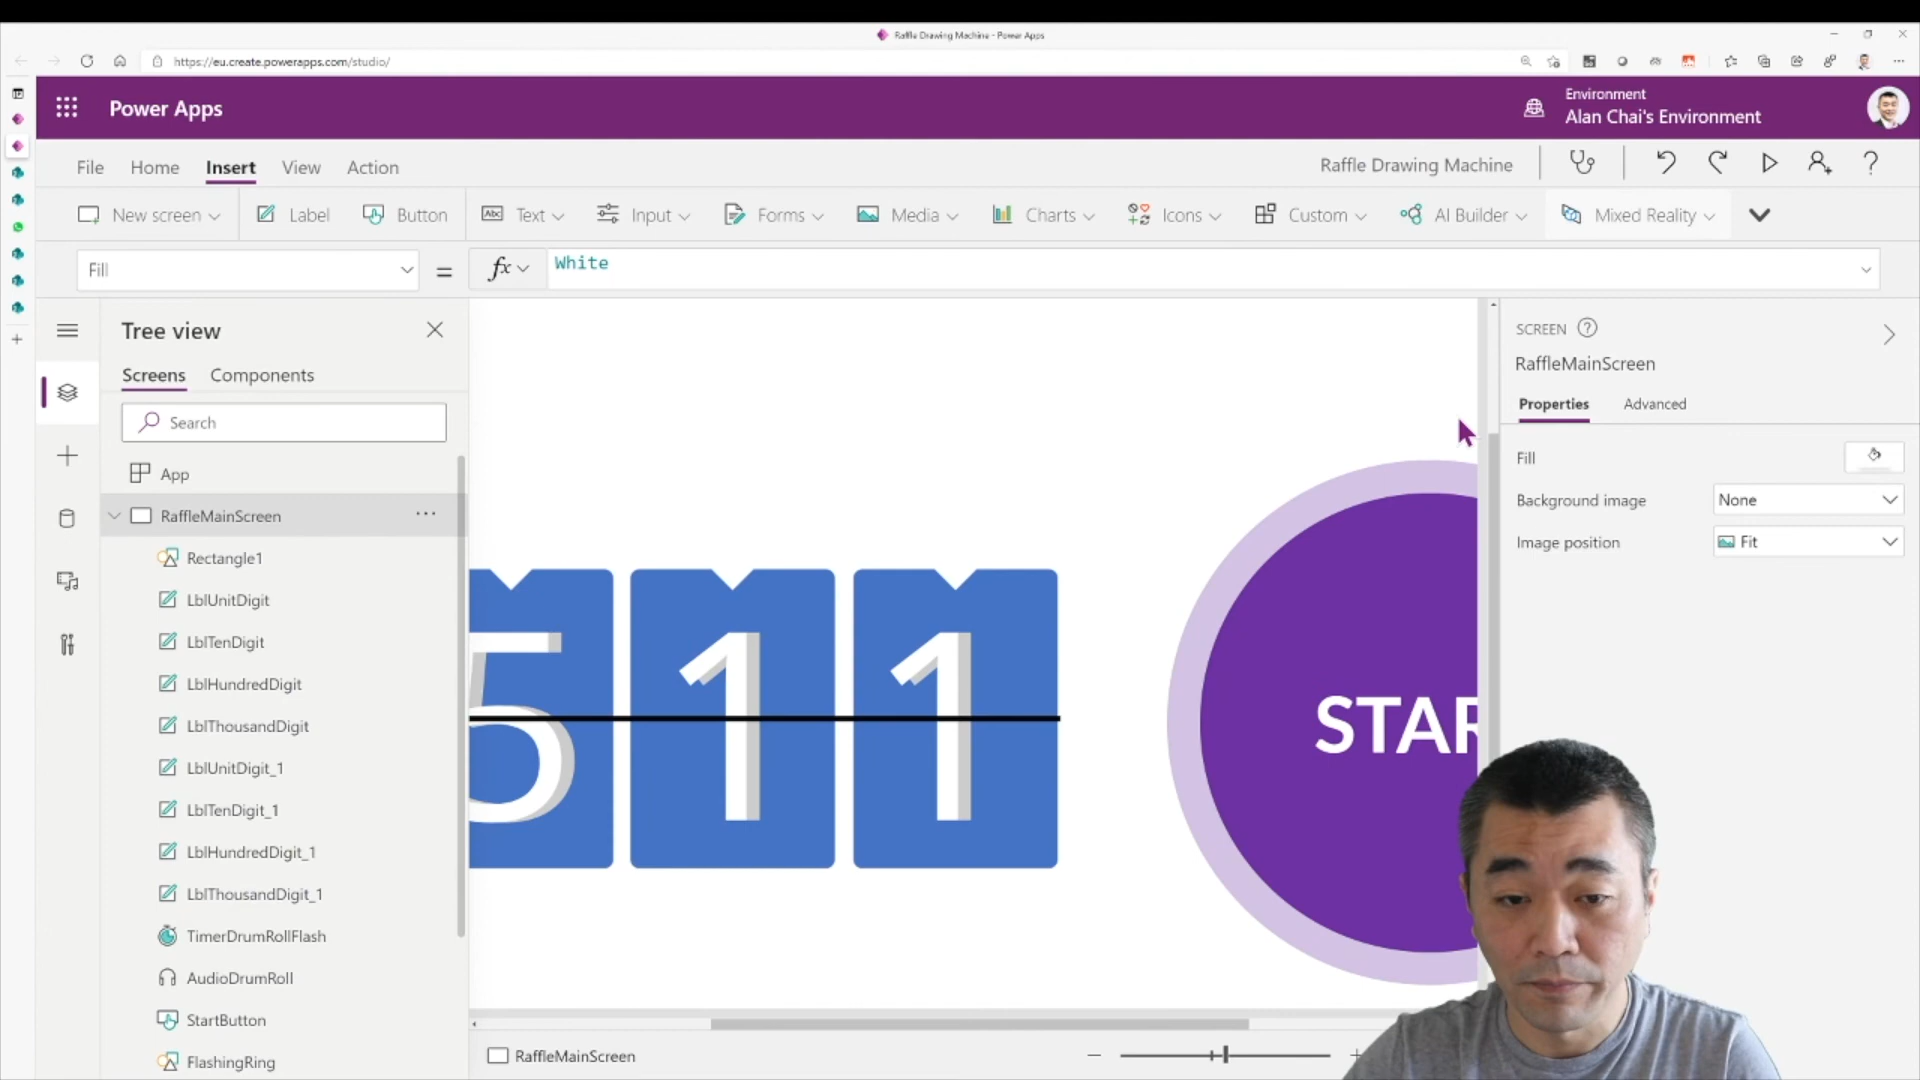 Raffle Drawing Machine - Power Apps
https://eu.create.powerapps.com/studio/
Power Apps
Environment
Alan Chai's Environment
File Home Insert View Action
Raffle Drawing Machine
New screen Label Button Text Input Forms Media Charts Icons Custom AI Builder Mixed Reality
Fill = fx White
Tree view
Screens Components
Search
App
RaffleMainScreen
Rectangle1
LblUnitDigit
LblTenDigit
LblHundredDigit
LblThousandDigit
LblUnitDigit_1
LblTenDigit_1
LblHundredDigit_1
LblThousandDigit_1
TimerDrumRollFlash
AudioDrumRoll
StartButton
FlashingRing
5 1 1
STAR
RaffleMainScreen
SCREEN
RaffleMainScreen
Properties Advanced
Fill
Background image None
Image position Fit